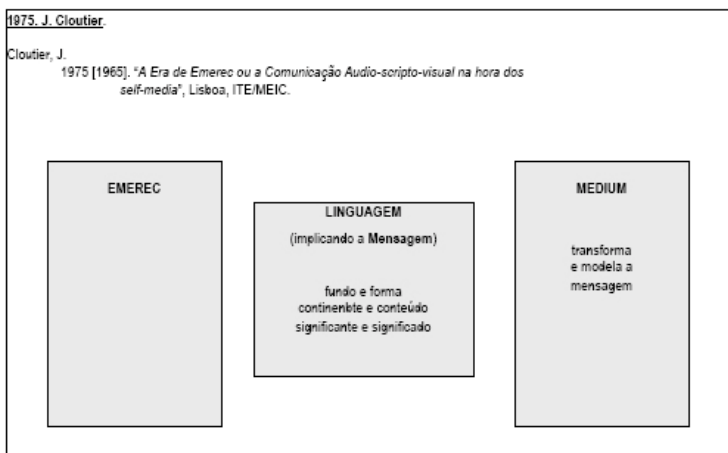 1975. J. Cloutier.
Cloutier, J.
1975 [1965]. “A Era de Emerec ou a Comunicação Audio-scripto-visual na hora dos
self-media”, Lisboa, ITE/MEIC.
EMEREC
LINGUAGEM
(implicando a Mensagem)
fundo e forma
continenbte e conteúdo
significante e significado
MEDIUM
transforma
e modela a
mensagem